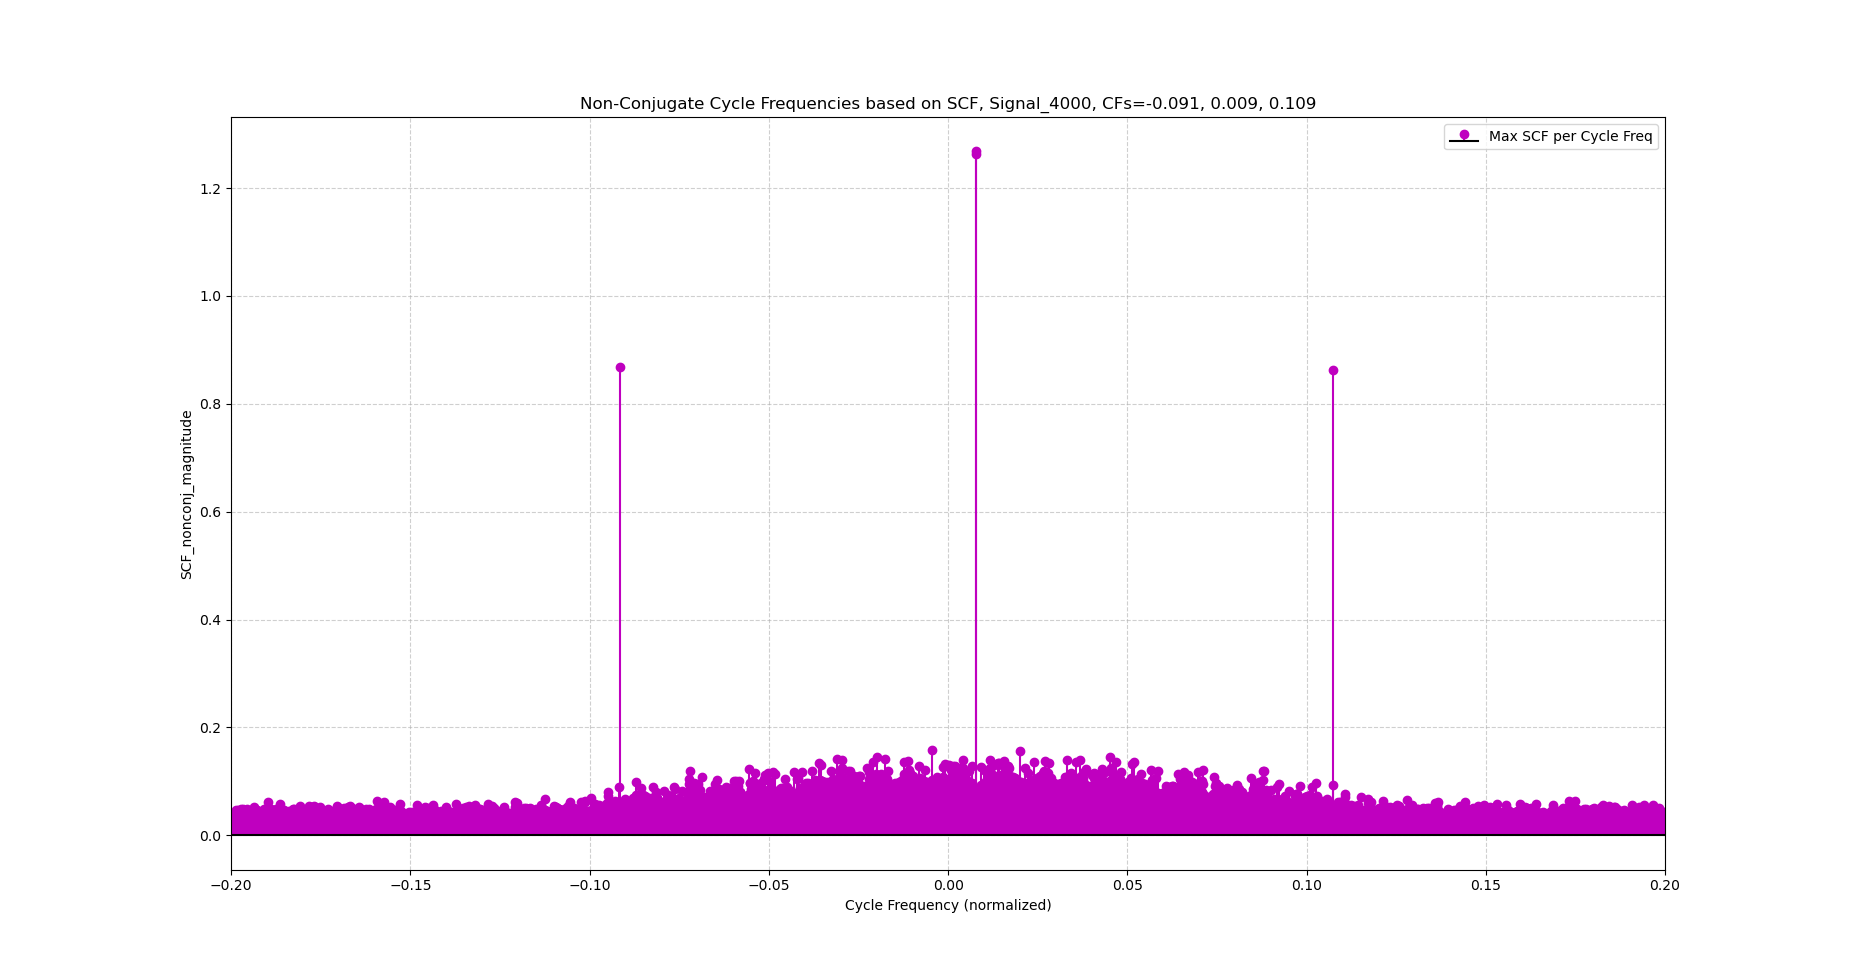 Non-Conjugate Cycle Frequencies based on SCF, Signal_4000, CFs=-0.091, 0.009, 0.109
Max SCF per Cycle Freq
SCF_nonconj_magnitude
1.2
1.0
0.8
0.6
0.4
0.2
0.0
−0.20 −0.15 −0.10 −0.05 0.00 0.05 0.10 0.15 0.20
Cycle Frequency (normalized)